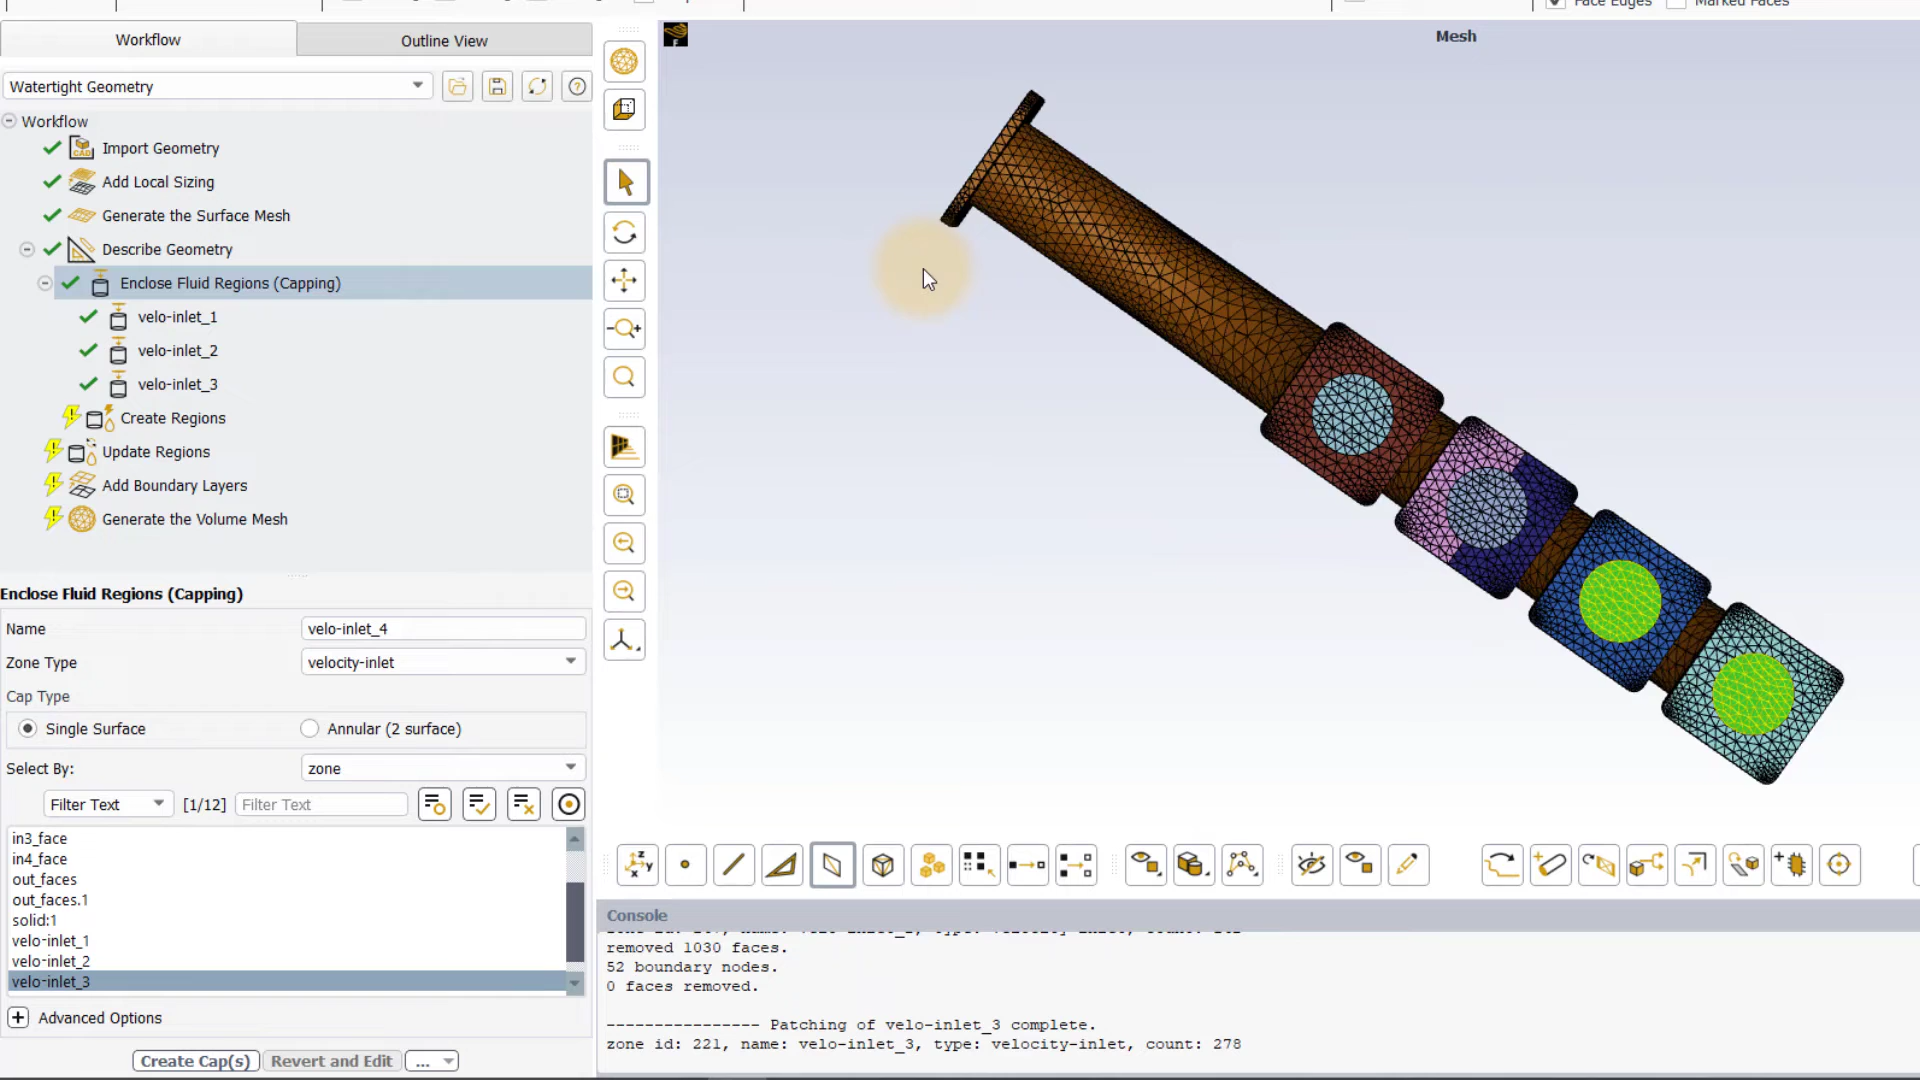 Face Edges
Marked Faces
Workflow
Outline View
Mesh
Watertight Geometry
Workflow
Import Geometry
Add Local Sizing
Generate the Surface Mesh
Describe Geometry
Enclose Fluid Regions (Capping)
velo-inlet_1
velo-inlet_2
velo-inlet_3
Create Regions
Update Regions
Add Boundary Layers
Generate the Volume Mesh
Enclose Fluid Regions (Capping)
Name
velo-inlet_4
Zone Type
velocity-inlet
Cap Type
Single Surface
Annular (2 surface)
Select By:
zone
Filter Text
[1/12]
Filter Text
in3_face
in4_face
out_faces
out_faces.1
solid:1
velo-inlet_1
velo-inlet_2
velo-inlet_3
Advanced Options
Create Cap(s)
Revert and Edit
...
Console
removed 1030 faces.
52 boundary nodes.
0 faces removed.
---------------- Patching of velo-inlet_3 complete.
zone id: 221, name: velo-inlet_3, type: velocity-inlet, count: 278